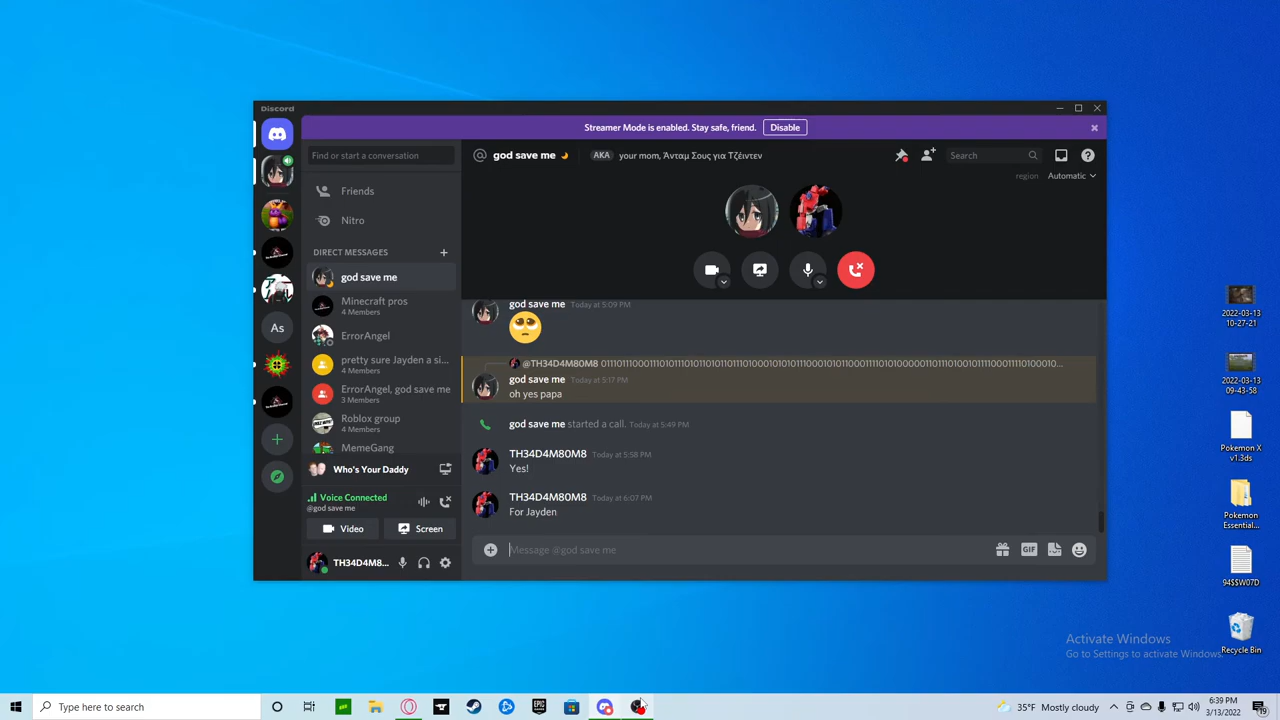 Discord
Streamer Mode is enabled. Stay safe, friend. Disable
Find or start a conversation
god save me
AKA your mom, Άνταμ Σους για Τζέιντεν
Search
region Automatic
Friends
Nitro
DIRECT MESSAGES
god save me
Minecraft pros
4 Members
As
ErrorAngel
pretty sure Jayden a si...
4 Members
ErrorAngel, god save me
3 Members
Roblox group
4 Members
MemeGang
Who's Your Daddy
Voice Connected
@god save me
Video
Screen
TH34D4M8...
god save me Today at 5:09 PM
god save me Today at 5:17 PM
oh yes papa
god save me started a call. Today at 5:49 PM
TH34D4M80M8 Today at 5:58 PM
Yes!
TH34D4M80M8 Today at 6:07 PM
For Jayden
Message @god save me
GIF
2022-03-13
10-27-21
2022-03-13
09-43-58
Pokemon X
v1.3ds
Pokemon
Essential...
94$$W07D
Recycle Bin
Activate Windows
Go to Settings to activate Windows.
Type here to search
EPIC
35°F Mostly cloudy
6:39 PM
3/13/2022
19